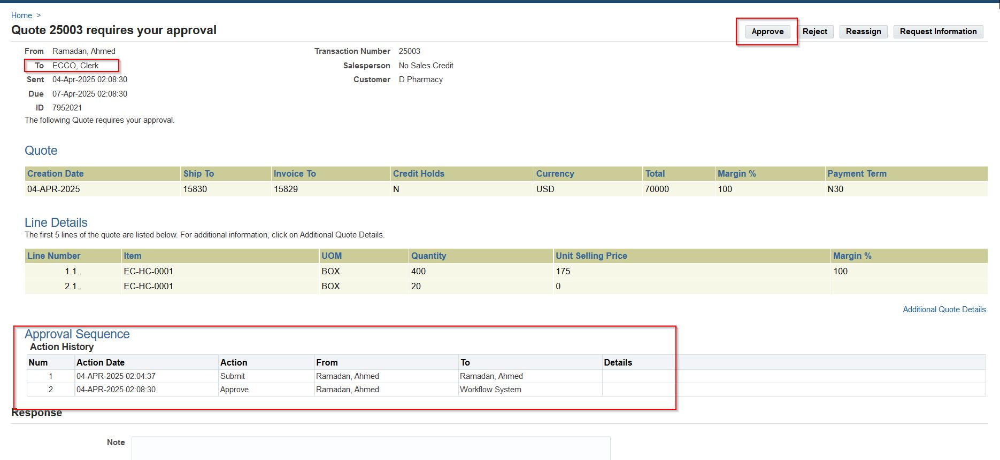 Home >
Quote 25003 requires your approval
Approve Reject Reassign Request Information
From Ramadan, Ahmed Transaction Number 25003
To ECCO, Clerk Salesperson No Sales Credit
Sent 04-Apr-2025 02:08:30 Customer D Pharmacy
Due 07-Apr-2025 02:08:30
ID 7952021
The following Quote requires your approval.
Quote
Creation Date Ship To Invoice To Credit Holds Currency Total Margin % Payment Term
04-APR-2025 15830 15829 N USD 70000 100 N30
Line Details
The first 5 lines of the quote are listed below. For additional information, click on Additional Quote Details.
Line Number Item UOM Quantity Unit Selling Price Margin %
1.1.. EC-HC-0001 BOX 400 175 100
2.1.. EC-HC-0001 BOX 20 0
Additional Quote Details
Approval Sequence
Action History
Num Action Date Action From To Details
1 04-APR-2025 02:04:37 Submit Ramadan, Ahmed Ramadan, Ahmed
2 04-APR-2025 02:08:30 Approve Ramadan, Ahmed Workflow System
Response
Note